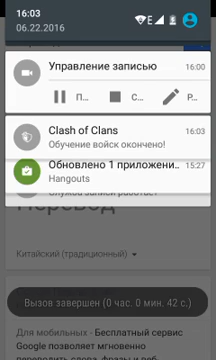 16:03
06.22.2016
Управление записью 16:00
П...
С...
Р...
Clash of Clans 16:03
Обучение войск окончено!
Обновлено 1 приложени.. 15:27
Hangouts
Служба записи работает
Перевод
Китайский (традиционный)
Вызов завершен (0 час. 0 мин. 42 с.)
Для мобильных - Бесплатный сервис
Google позволяет мгновенно
переводить слова, фразы и веб-